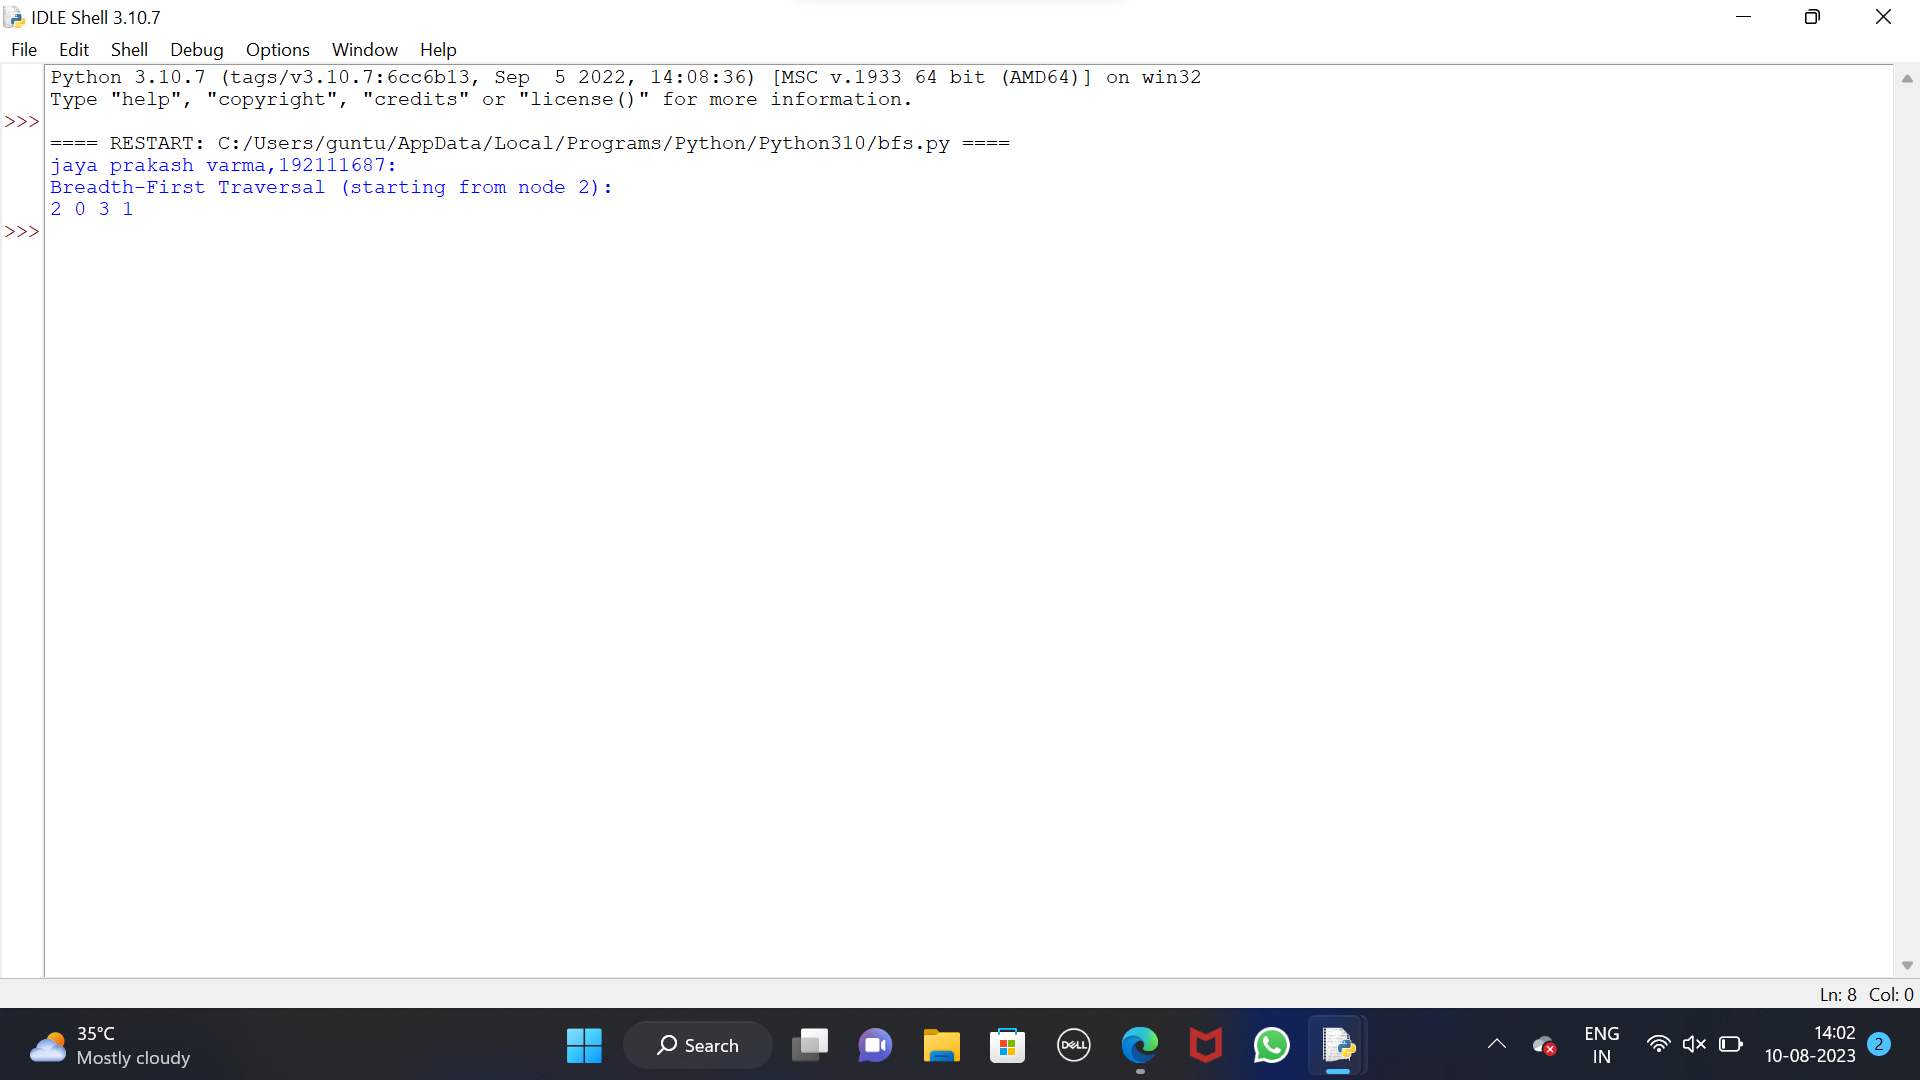 IDLE Shell 3.10.7
File Edit Shell Debug Options Window Help
Python 3.10.7 (tags/v3.10.7:6cc6b13, Sep  5 2022, 14:08:36) [MSC v.1933 64 bit (AMD64)] on win32
Type "help", "copyright", "credits" or "license()" for more information.
>>>
==== RESTART: C:/Users/guntu/AppData/Local/Programs/Python/Python310/bfs.py ====
jaya prakash varma,192111687:
Breadth-First Traversal (starting from node 2):
2 0 3 1
>>>
Ln: 8 Col: 0
35°C
Mostly cloudy
Search
DELL
ENG
IN
14:02
10-08-2023
2